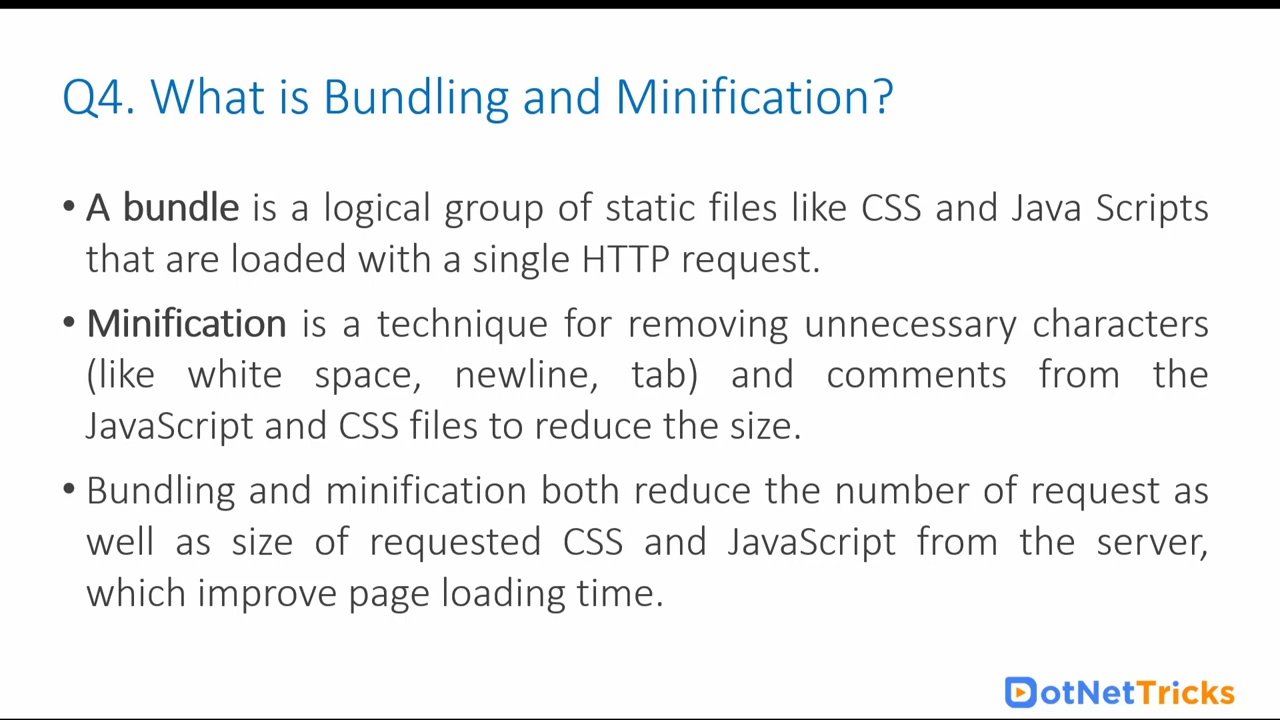 Q4. What is Bundling and Minification?
• A bundle is a logical group of static files like CSS and Java Scripts
that are loaded with a single HTTP request.
• Minification is a technique for removing unnecessary characters
(like white space, newline, tab) and comments from the
JavaScript and CSS files to reduce the size.
• Bundling and minification both reduce the number of request as
well as size of requested CSS and JavaScript from the server,
which improve page loading time.
DotNetTricks